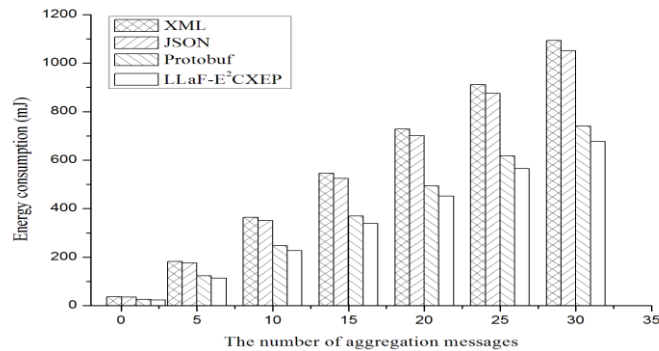 XML
JSON
Protobuf
LLaF-E²CXEP
Energy consumption (mJ)
1200
1000
800
600
400
200
0
0 5 10 15 20 25 30 35
The number of aggregation messages